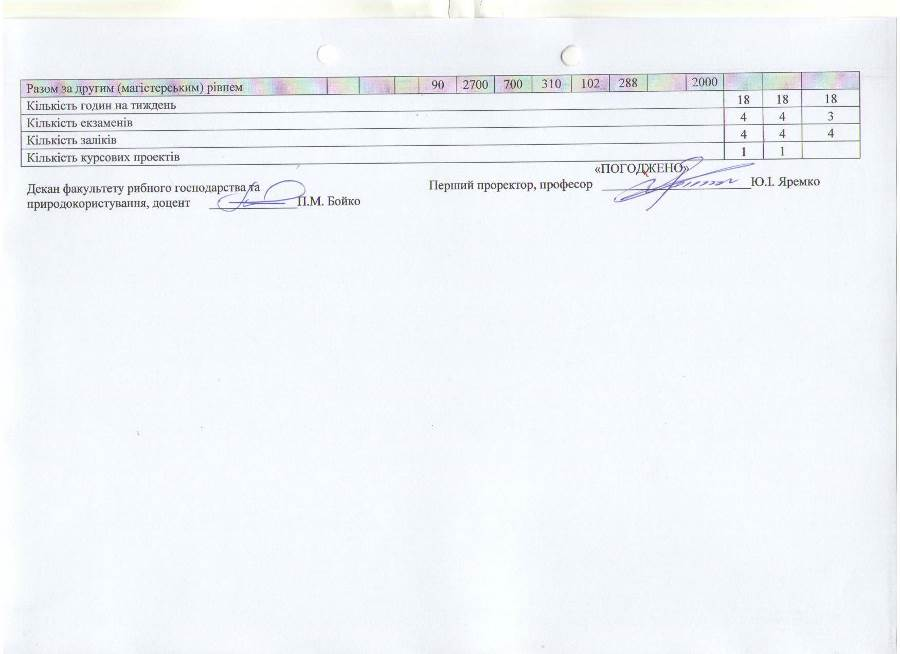 Разом за другим (магістерським) рівнем 90 2700 700 310 102 288 2000
Кількість годин на тиждень 18 18 18
Кількість екзаменів 4 4 3
Кількість заліків 4 4 4
Кількість курсових проектів 1 1
«ПОГОДЖЕНО»
Декан факультету рибного господарства та
природокористування, доцент П.М. Бойко
Перший проректор, професор Ю.І. Яремко